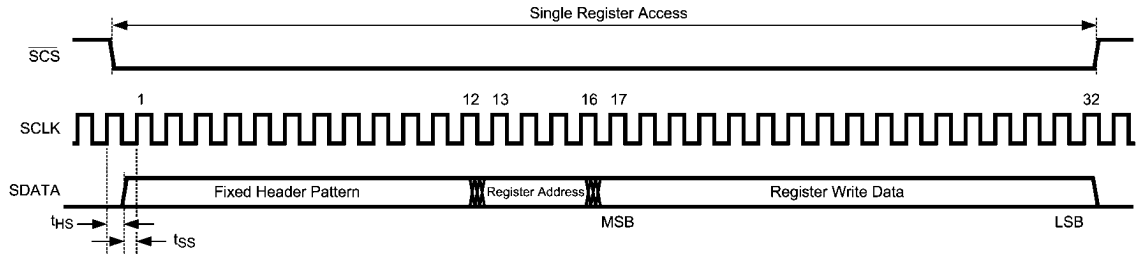 Single Register Access
SCS
1 12 13 16 17 32
SCLK
SDATA Fixed Header Pattern Register Address Register Write Data
tHS MSB LSB
tSS